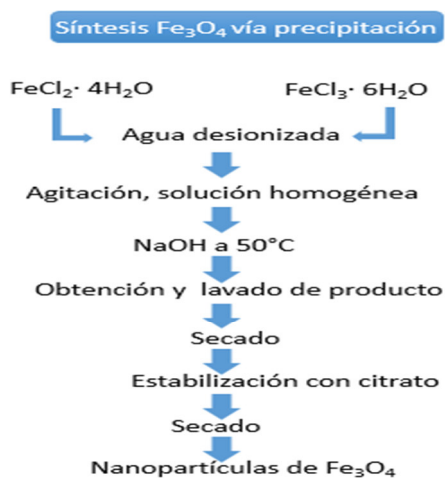 Síntesis Fe₃O₄ vía precipitación
FeCl₂· 4H₂O
FeCl₃· 6H₂O
Agua desionizada
Agitación, solución homogénea
NaOH a 50°C
Obtención y lavado de producto
Secado
Estabilización con citrato
Secado
Nanopartículas de Fe₃O₄